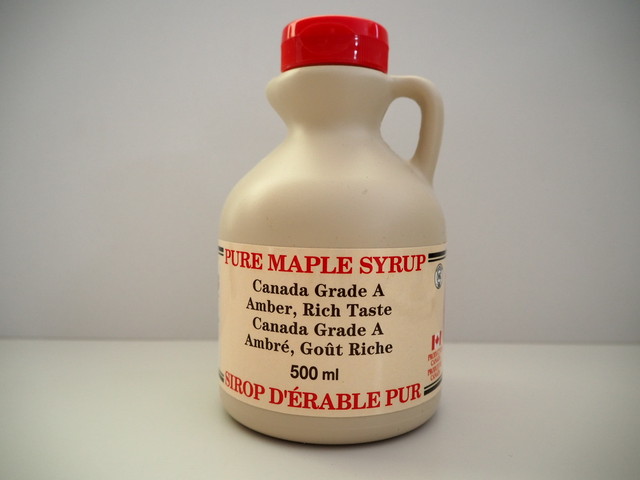 PURE MAPLE SYRUP
Canada Grade A
Amber, Rich Taste
Canada Grade A
Ambré, Goût Riche
500 ml
SIROP D'ÉRABLE PUR